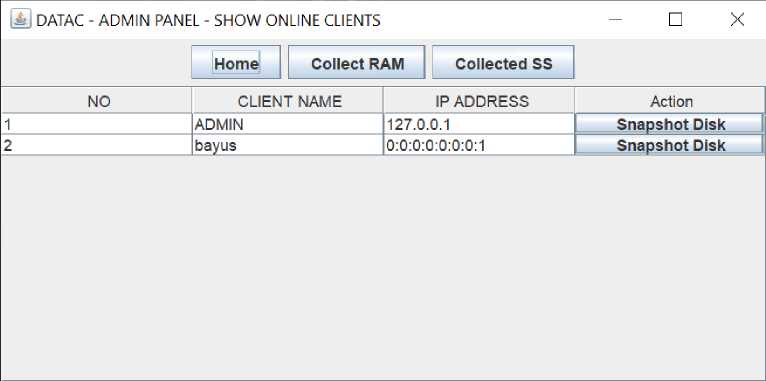 DATAC - ADMIN PANEL - SHOW ONLINE CLIENTS
Home Collect RAM Collected SS
NO CLIENT NAME IP ADDRESS Action
1 ADMIN 127.0.0.1 Snapshot Disk
2 bayus 0:0:0:0:0:0:0:1 Snapshot Disk